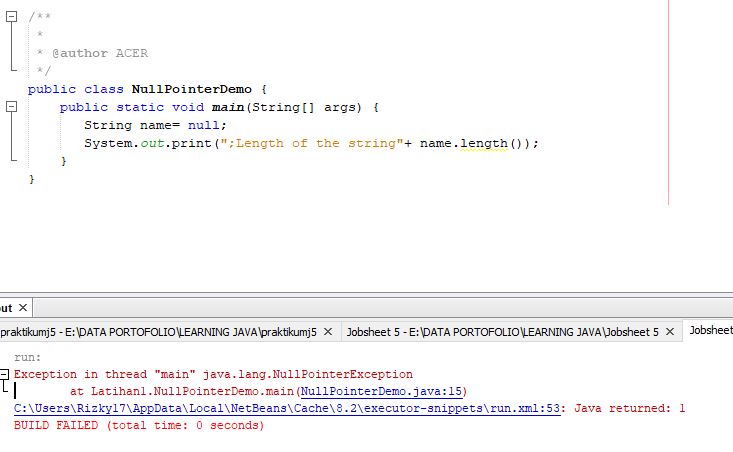 /**
*
* @author ACER
*/
public class NullPointerDemo {
public static void main(String[] args) {
String name= null;
System.out.print(";Length of the string"+ name.length());
}
}
ut ×
praktikumj5 - E:\DATA PORTOFOLIO\LEARNING JAVA\praktikumj5 × Jobsheet 5 - E:\DATA PORTOFOLIO\LEARNING JAVA\Jobsheet 5 × Jobsheet
run:
Exception in thread "main" java.lang.NullPointerException
at Latihan1.NullPointerDemo.main(NullPointerDemo.java:15)
C:\Users\Rizky17\AppData\Local\NetBeans\Cache\8.2\executor-snippets\run.xml:53: Java returned: 1
BUILD FAILED (total time: 0 seconds)